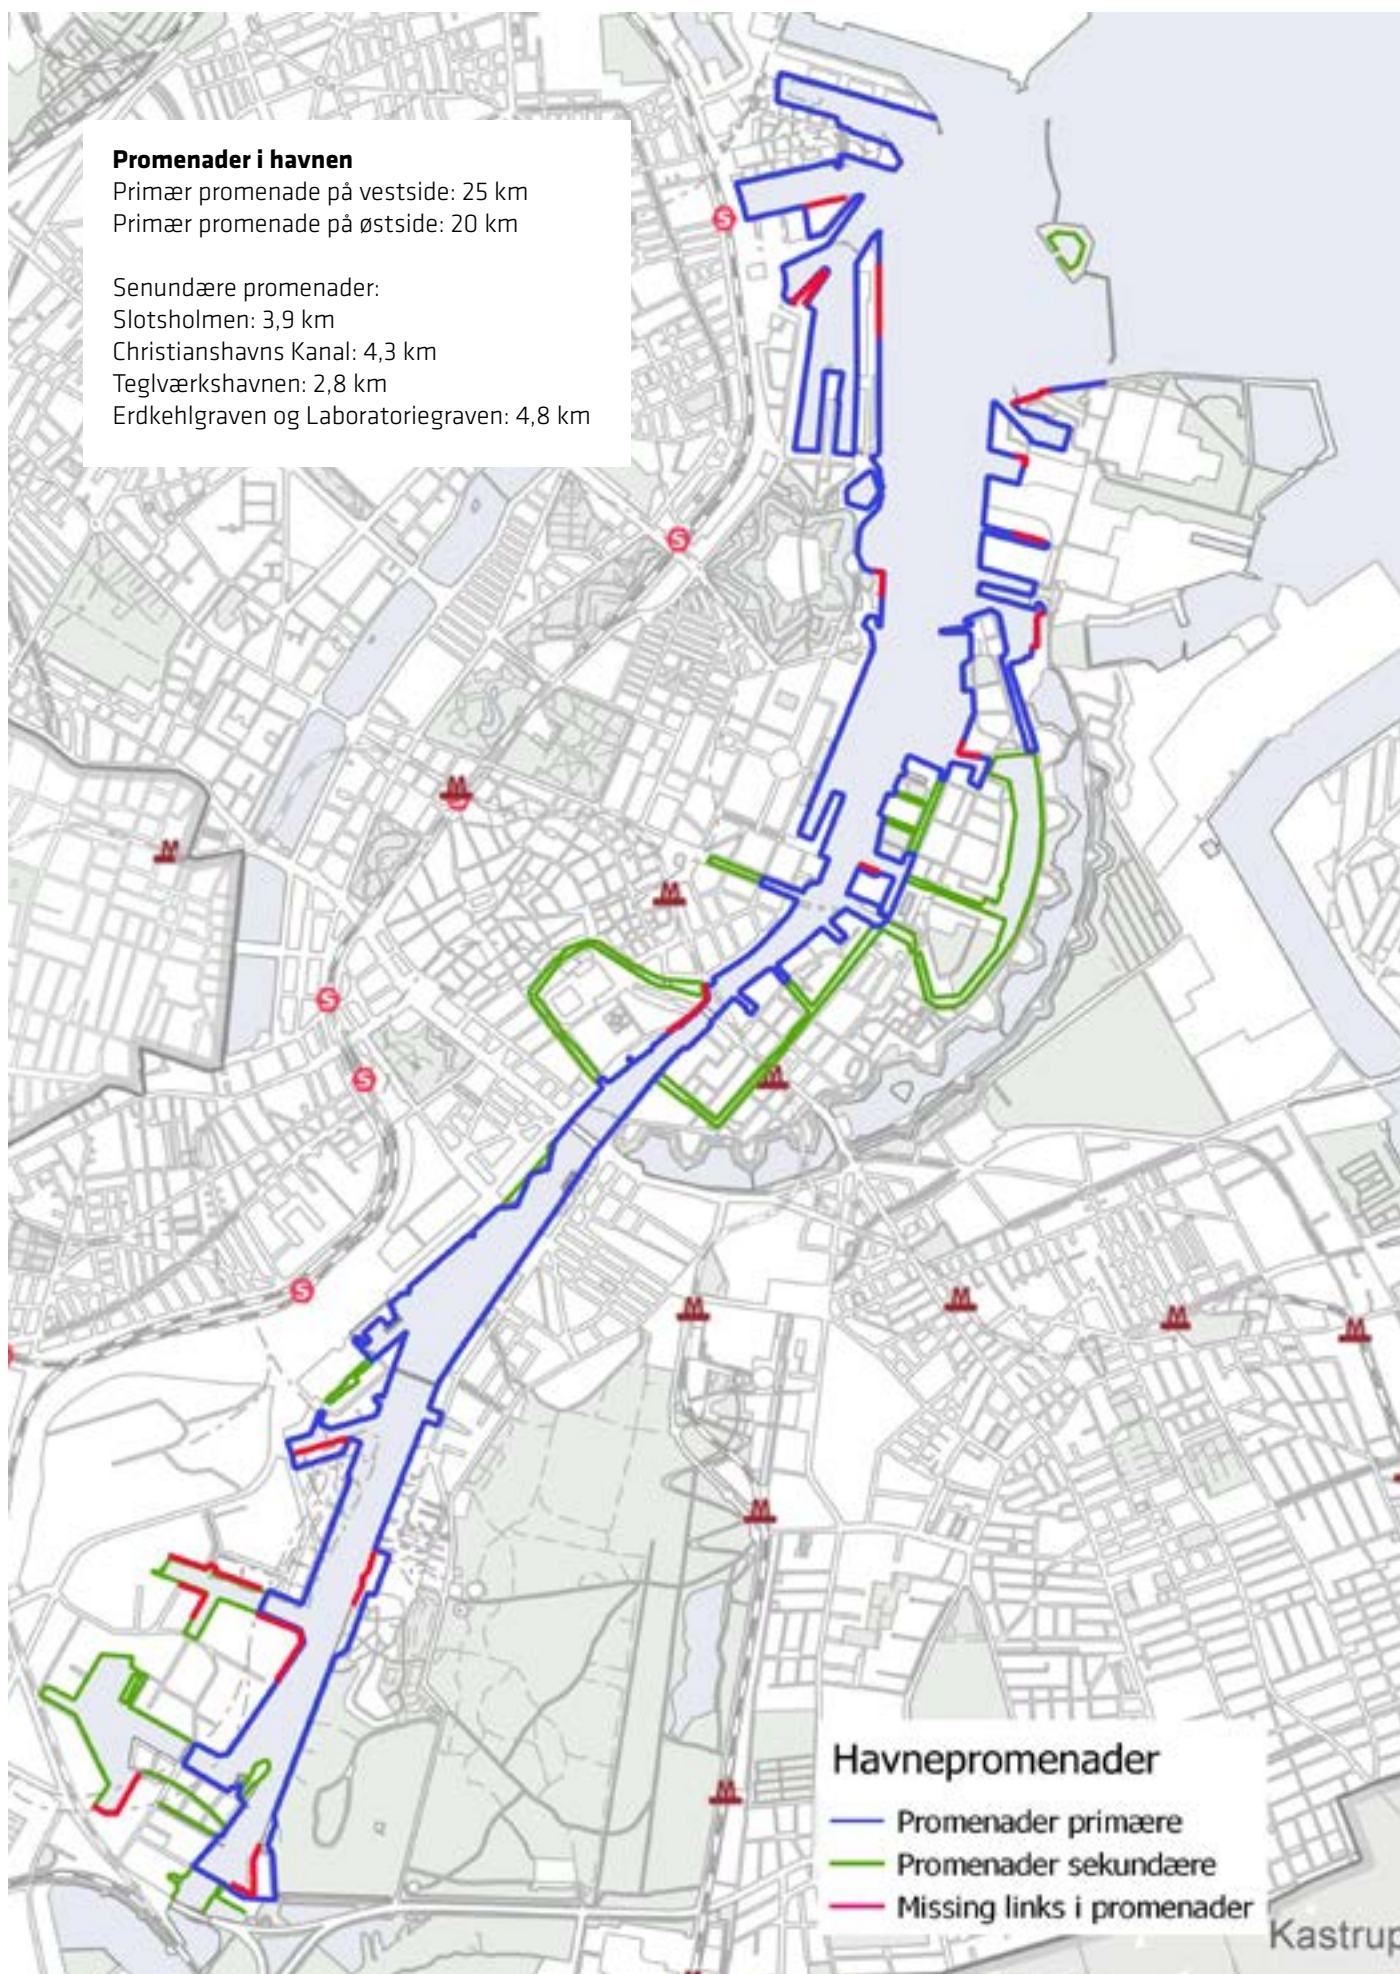 Promenader i havnen
Primær promenade på vestside: 25 km
Primær promenade på østside: 20 km
Senundære promenader:
Slotsholmen: 3,9 km
Christianshavns Kanal: 4,3 km
Teglværkshavnen: 2,8 km
Erdkehlgraven og Laboratoriegraven: 4,8 km
S
S
M
M
M
S
S
M
S
M
M
M
M
M
M
Havnepromenader
Promenader primære
Promenader sekundære
Missing links i promenader
Kastrup